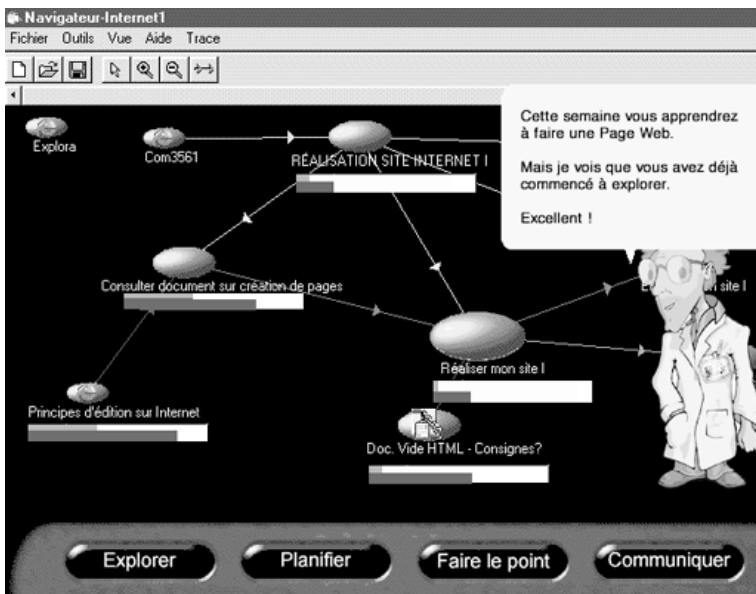 Navigateur-Internet1
Fichier Outils Vue Aide Trace
Cette semaine vous apprendrez
à faire une Page Web.
Mais je vois que vous avez déjà
commencé à explorer.
Excellent !
Explora
Com3561
RÉALISATION SITE INTERNET I
Consulter document sur création de pages
site I
Réaliser mon site I
Principes d'édition sur Internet
Doc. Vide HTML - Consignes?
Explorer
Planifier
Faire le point
Communiquer